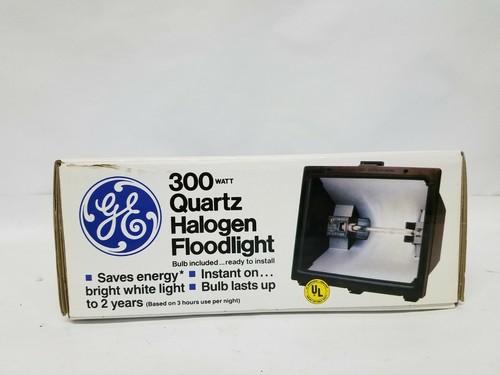 GE
300 WATT
Quartz
Halogen
Floodlight
Bulb included...ready to install
■ Saves energy* ■ Instant on...
bright white light ■ Bulb lasts up
to 2 years (Based on 3 hours use per night)
UL